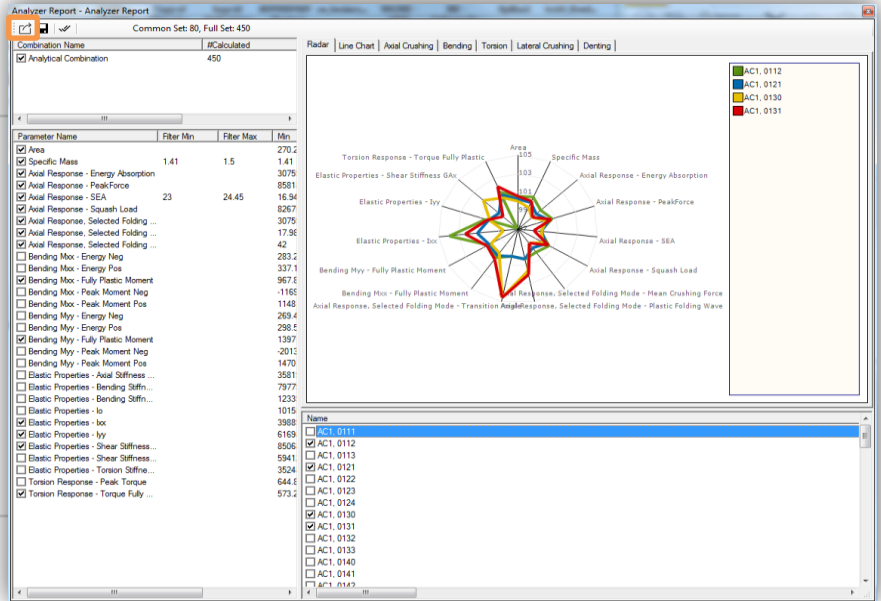 Analyzer Report - Analyzer Report
Common Set: 80, Full Set: 450
Combination Name #Calculated
Analytical Combination 450
Parameter Name Filter Min Filter Max Min
Area 270.2
Specific Mass 1.41 1.5 1.41
Axial Response - Energy Absorption 3075
Axial Response - PeakForce 8581
Axial Response - SEA 23 24.45 16.94
Axial Response - Squash Load 8267
Axial Response, Selected Folding ... 3075
Axial Response, Selected Folding ... 17.98
Axial Response, Selected Folding ... 42
Bending Mxx - Energy Neg 283.2
Bending Mxx - Energy Pos 337.1
Bending Mxx - Fully Plastic Moment 967.8
Bending Mxx - Peak Moment Neg -1169
Bending Mxx - Peak Moment Pos 1148
Bending Myy - Energy Neg 269.4
Bending Myy - Energy Pos 298.5
Bending Myy - Fully Plastic Moment 1397
Bending Myy - Peak Moment Neg -2013
Bending Myy - Peak Moment Pos 1470
Elastic Properties - Axial Stiffness ... 3581
Elastic Properties - Bending Stiffn... 7977
Elastic Properties - Bending Stiffn... 1233
Elastic Properties - Io 1015
Elastic Properties - Ixx 3988
Elastic Properties - Iyy 6169
Elastic Properties - Shear Stiffness... 8506
Elastic Properties - Shear Stiffness... 5941
Elastic Properties - Torsion Stiffne... 3524
Torsion Response - Peak Torque 644.8
Torsion Response - Torque Fully ... 573.2
Radar Line Chart Axial Crushing Bending Torsion Lateral Crushing Denting
AC1, 0112
AC1, 0121
AC1, 0130
AC1, 0131
Area
105
103
101
99
Torsion Response - Torque Fully Plastic
Specific Mass
Elastic Properties - Shear Stiffness GAx
Axial Response - Energy Absorption
Elastic Properties - Iyy
Axial Response - PeakForce
Elastic Properties - Ixx
Axial Response - SEA
Bending Myy - Fully Plastic Moment
Axial Response - Squash Load
Bending Mxx - Fully Plastic Moment
Axial Response, Selected Folding Mode - Mean Crushing Force
Axial Response, Selected Folding Mode - Transition Angle
Axial Response, Selected Folding Mode - Plastic Folding Wave
Name
AC1, 0111
AC1, 0112
AC1, 0113
AC1, 0121
AC1, 0122
AC1, 0123
AC1, 0124
AC1, 0130
AC1, 0131
AC1, 0132
AC1, 0133
AC1, 0140
AC1, 0141
AC1, 0142